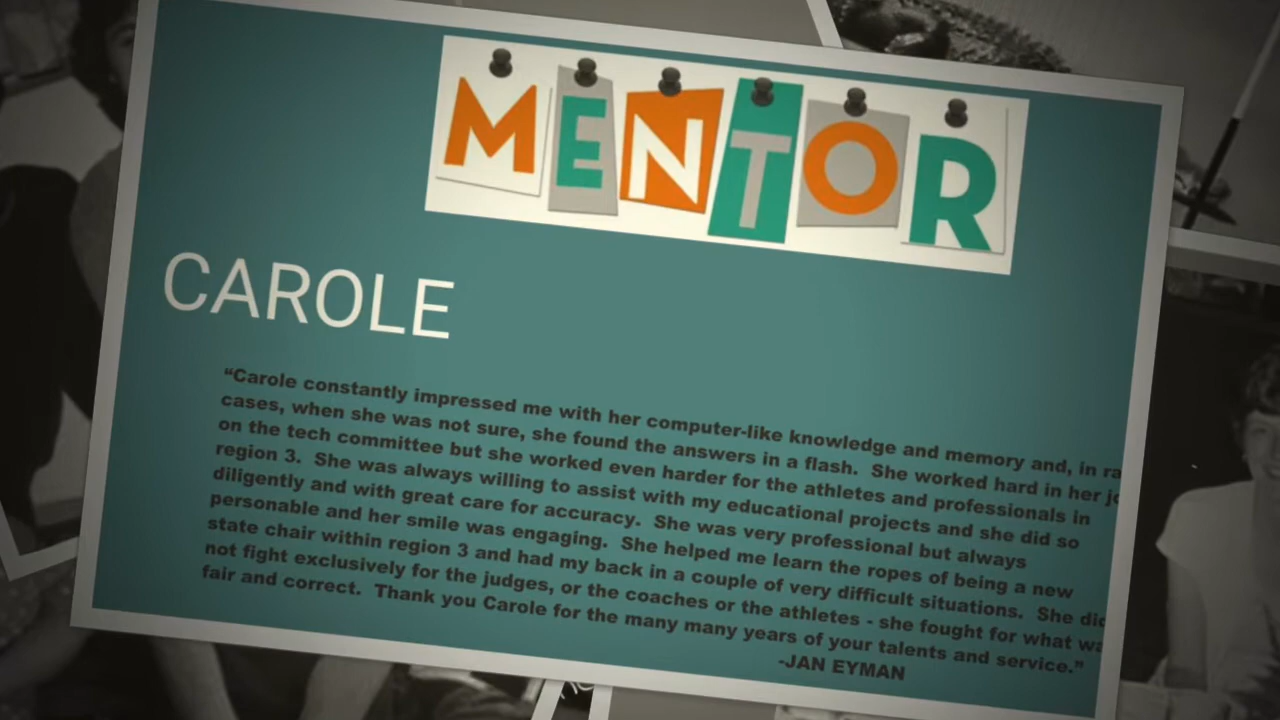 MENTOR
CAROLE
“Carole constantly impressed me with her computer-like knowledge and memory and, in
cases, when she was not sure, she found the answers in a flash. She worked hard in her
on the tech committee but she worked even harder for the athletes and professionals in
region 3. She was always willing to assist with my educational projects and she did so
diligently and with great care for accuracy. She was very professional but always
personable and her smile was engaging. She helped me learn the ropes of being a new
state chair within region 3 and had my back in a couple of very difficult situations. She
not fight exclusively for the judges, or the coaches or the athletes - she fought for what
fair and correct. Thank you Carole for the many many years of your talents and service.”
-JAN EYMAN